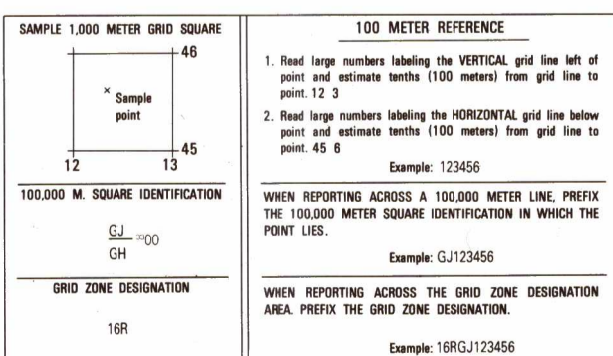 SAMPLE 1,000 METER GRID SQUARE
46
× Sample
point
45
12 13
100,000 M. SQUARE IDENTIFICATION
GJ
00
GH
GRID ZONE DESIGNATION
16R
100 METER REFERENCE
1. Read large numbers labeling the VERTICAL grid line left of
point and estimate tenths (100 meters) from grid line to
point. 12 3
2. Read large numbers labeling the HORIZONTAL grid line below
point and estimate tenths (100 meters) from grid line to
point. 45 6
Example: 123456
WHEN REPORTING ACROSS A 100,000 METER LINE, PREFIX
THE 100,000 METER SQUARE IDENTIFICATION IN WHICH THE
POINT LIES.
Example: GJ123456
WHEN REPORTING ACROSS THE GRID ZONE DESIGNATION
AREA. PREFIX THE GRID ZONE DESIGNATION.
Example: 16RGJ123456